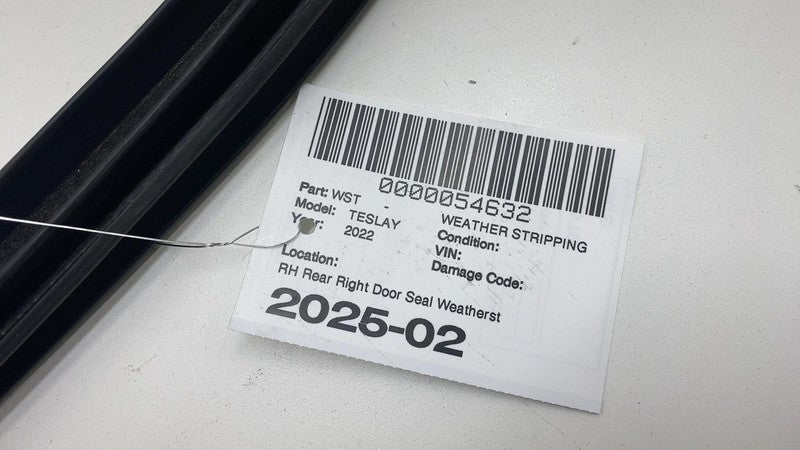 0000054632
Part: WST - WEATHER STRIPPING
Model: TESLAY Condition:
Year: 2022 VIN:
Damage Code:
Location:
RH Rear Right Door Seal Weatherst
2025-02